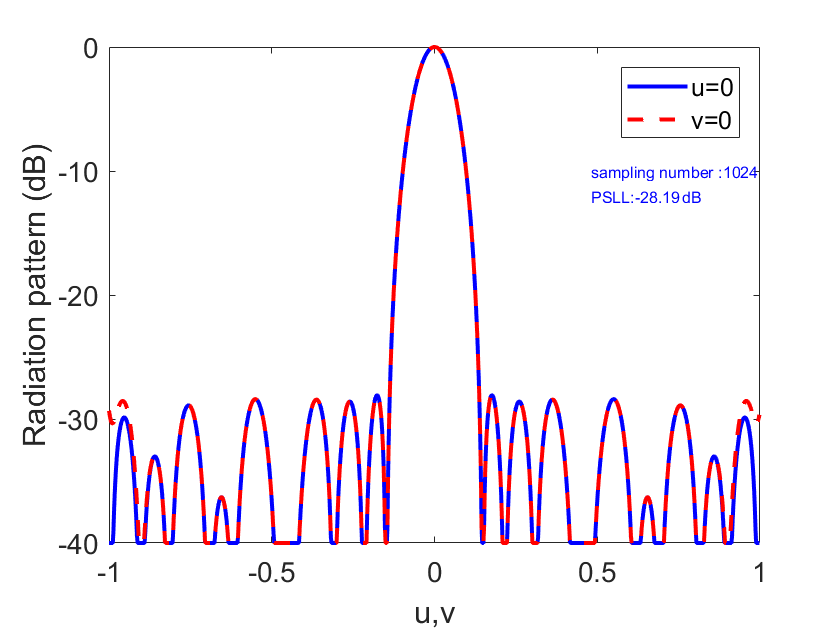 0
-10
-20
-30
-40
-1
-0.5
0
0.5
1
u,v
Radiation pattern (dB)
u=0
v=0
sampling number :1024
PSLL:-28.19 dB